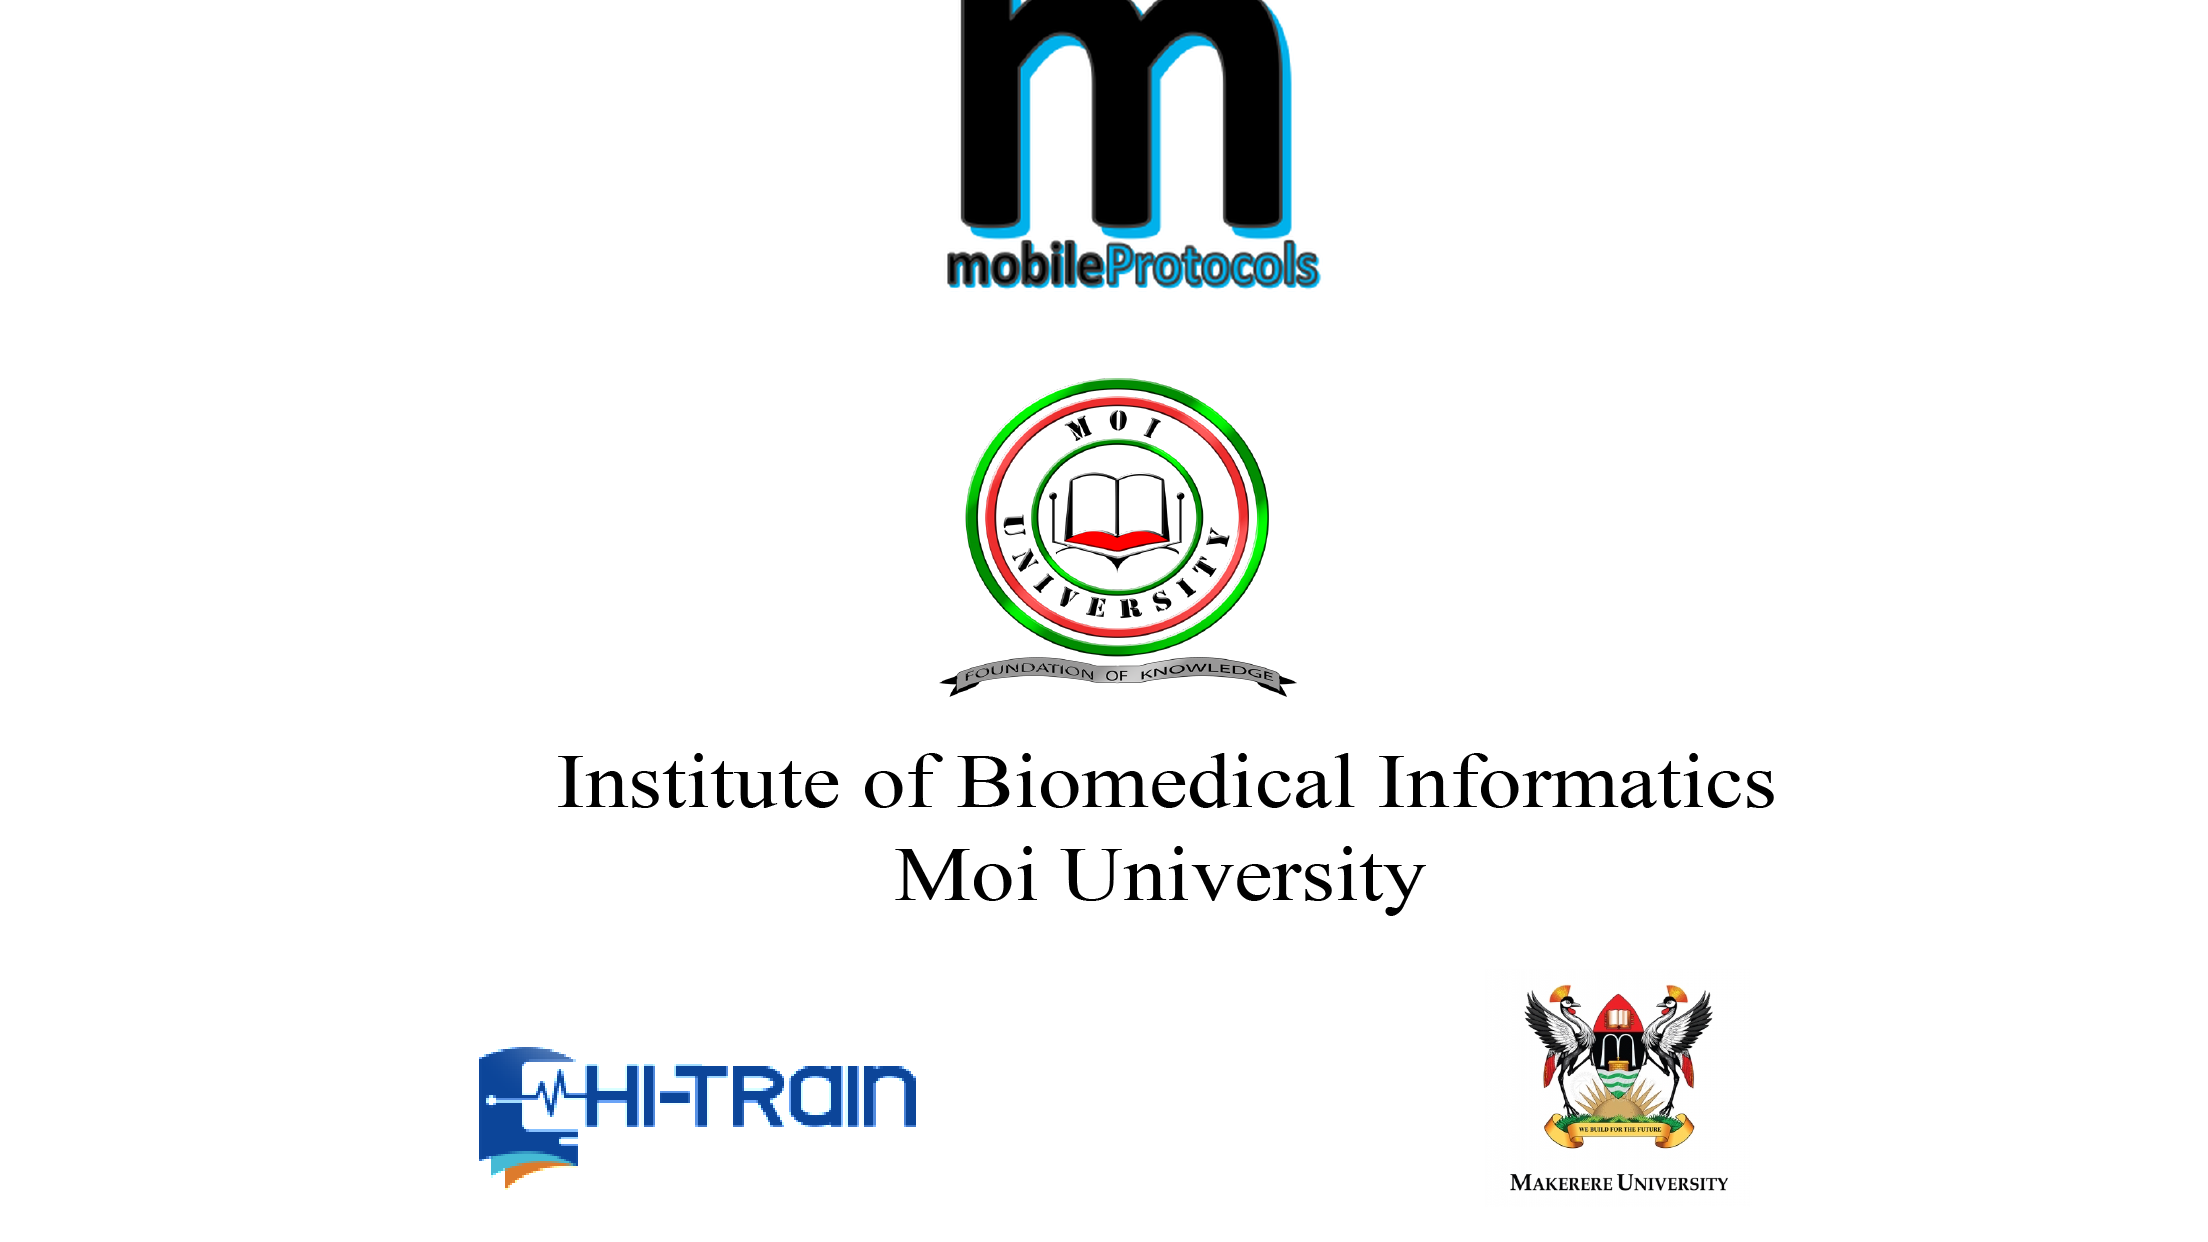 m
mobileProtocols
MOI
UNIVERSITY
FOUNDATION OF KNOWLEDGE
Institute of Biomedical Informatics
Moi University
HI-TRAIN
WE BUILD FOR THE FUTURE
MAKERERE UNIVERSITY